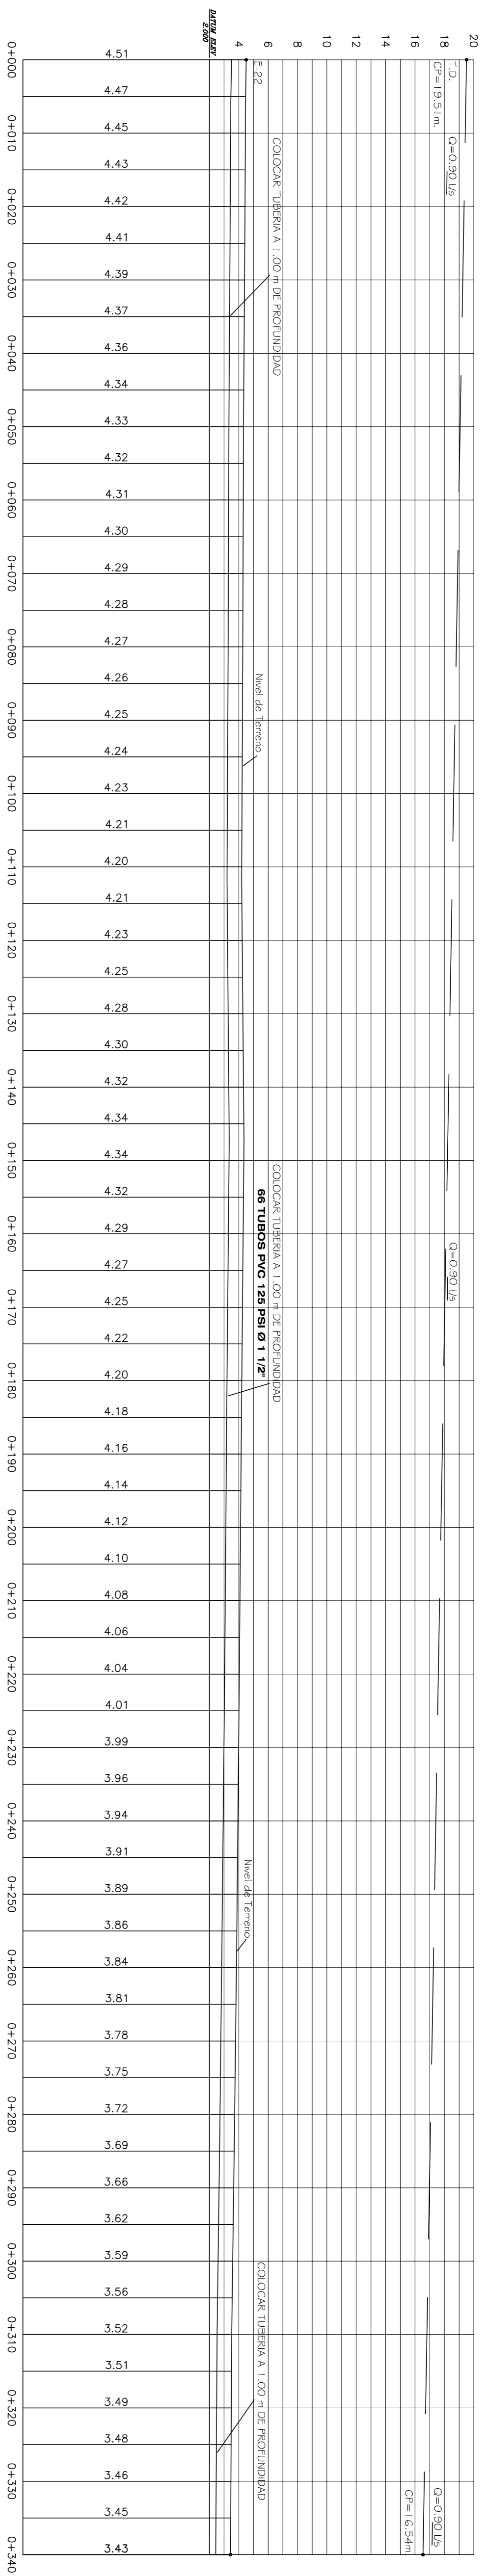 20
18
16
14
12
10
8
6
4
T.D.
CP=19.51m.
Q=0.90 L/s
Q=0.90 L/s
Q=0.90 L/s
CP=16.54m
E-22
COLOCAR TUBERIA A 1.00 m DE PROFUNDIDAD
Nivel de Terreno
COLOCAR TUBERIA A 1.00 m DE PROFUNDIDAD
66 TUBOS PVC 125 PSI Ø 1 1/2"
Nivel de Terreno
COLOCAR TUBERIA A 1.00 m DE PROFUNDIDAD
DATUM ELEV
2.000
4.51 4.47 4.45 4.43 4.42 4.41 4.39 4.37 4.36 4.34 4.33 4.32 4.31 4.30 4.29 4.28 4.27 4.26 4.25 4.24 4.23 4.21 4.20 4.21 4.23 4.25 4.28 4.30 4.32 4.34 4.34 4.32 4.29 4.27 4.25 4.22 4.20 4.18 4.16 4.14 4.12 4.10 4.08 4.06 4.04 4.01 3.99 3.96 3.94 3.91 3.89 3.86 3.84 3.81 3.78 3.75 3.72 3.69 3.66 3.62 3.59 3.56 3.52 3.51 3.49 3.48 3.46 3.45 3.43
0+000 0+010 0+020 0+030 0+040 0+050 0+060 0+070 0+080 0+090 0+100 0+110 0+120 0+130 0+140 0+150 0+160 0+170 0+180 0+190 0+200 0+210 0+220 0+230 0+240 0+250 0+260 0+270 0+280 0+290 0+300 0+310 0+320 0+330 0+340